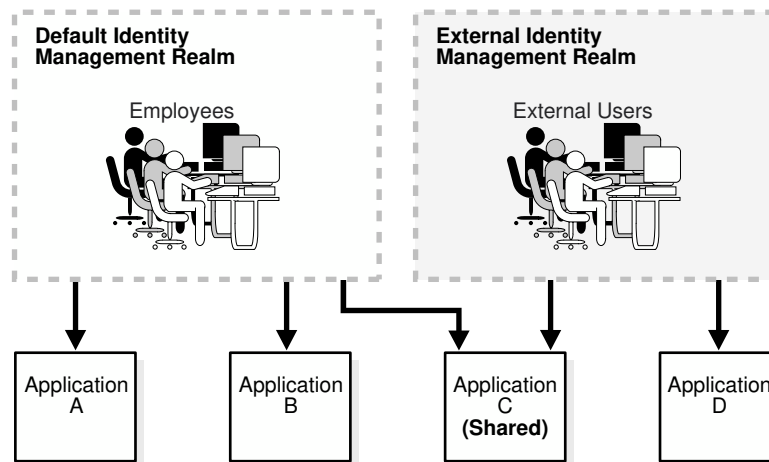 Default Identity
Management Realm
Employees
External Identity
Management Realm
External Users
Application
A
Application
B
Application
C
(Shared)
Application
D